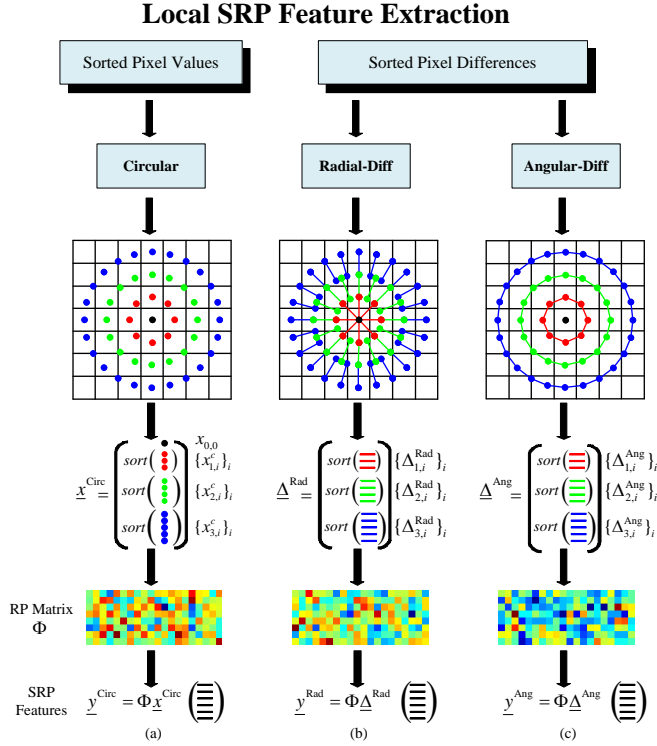 Local SRP Feature Extraction
Sorted Pixel Values
Sorted Pixel Differences
Circular
Radial-Diff
Angular-Diff
x̲^Circ = ( x_{0,0}
sort( ) {x^c_{1,i}}_i
sort( ) {x^c_{2,i}}_i
sort( ) {x^c_{3,i}}_i
Δ̲^Rad = ( sort( ) {Δ^Rad_{1,i}}_i
sort( ) {Δ^Rad_{2,i}}_i
sort( ) {Δ^Rad_{3,i}}_i
Δ̲^Ang = ( sort( ) {Δ^Ang_{1,i}}_i
sort( ) {Δ^Ang_{2,i}}_i
sort( ) {Δ^Ang_{3,i}}_i
RP Matrix
Φ
SRP
Features
y̲^Circ = Φx̲^Circ
y̲^Rad = ΦΔ̲^Rad
y̲^Ang = ΦΔ̲^Ang
(a)
(b)
(c)